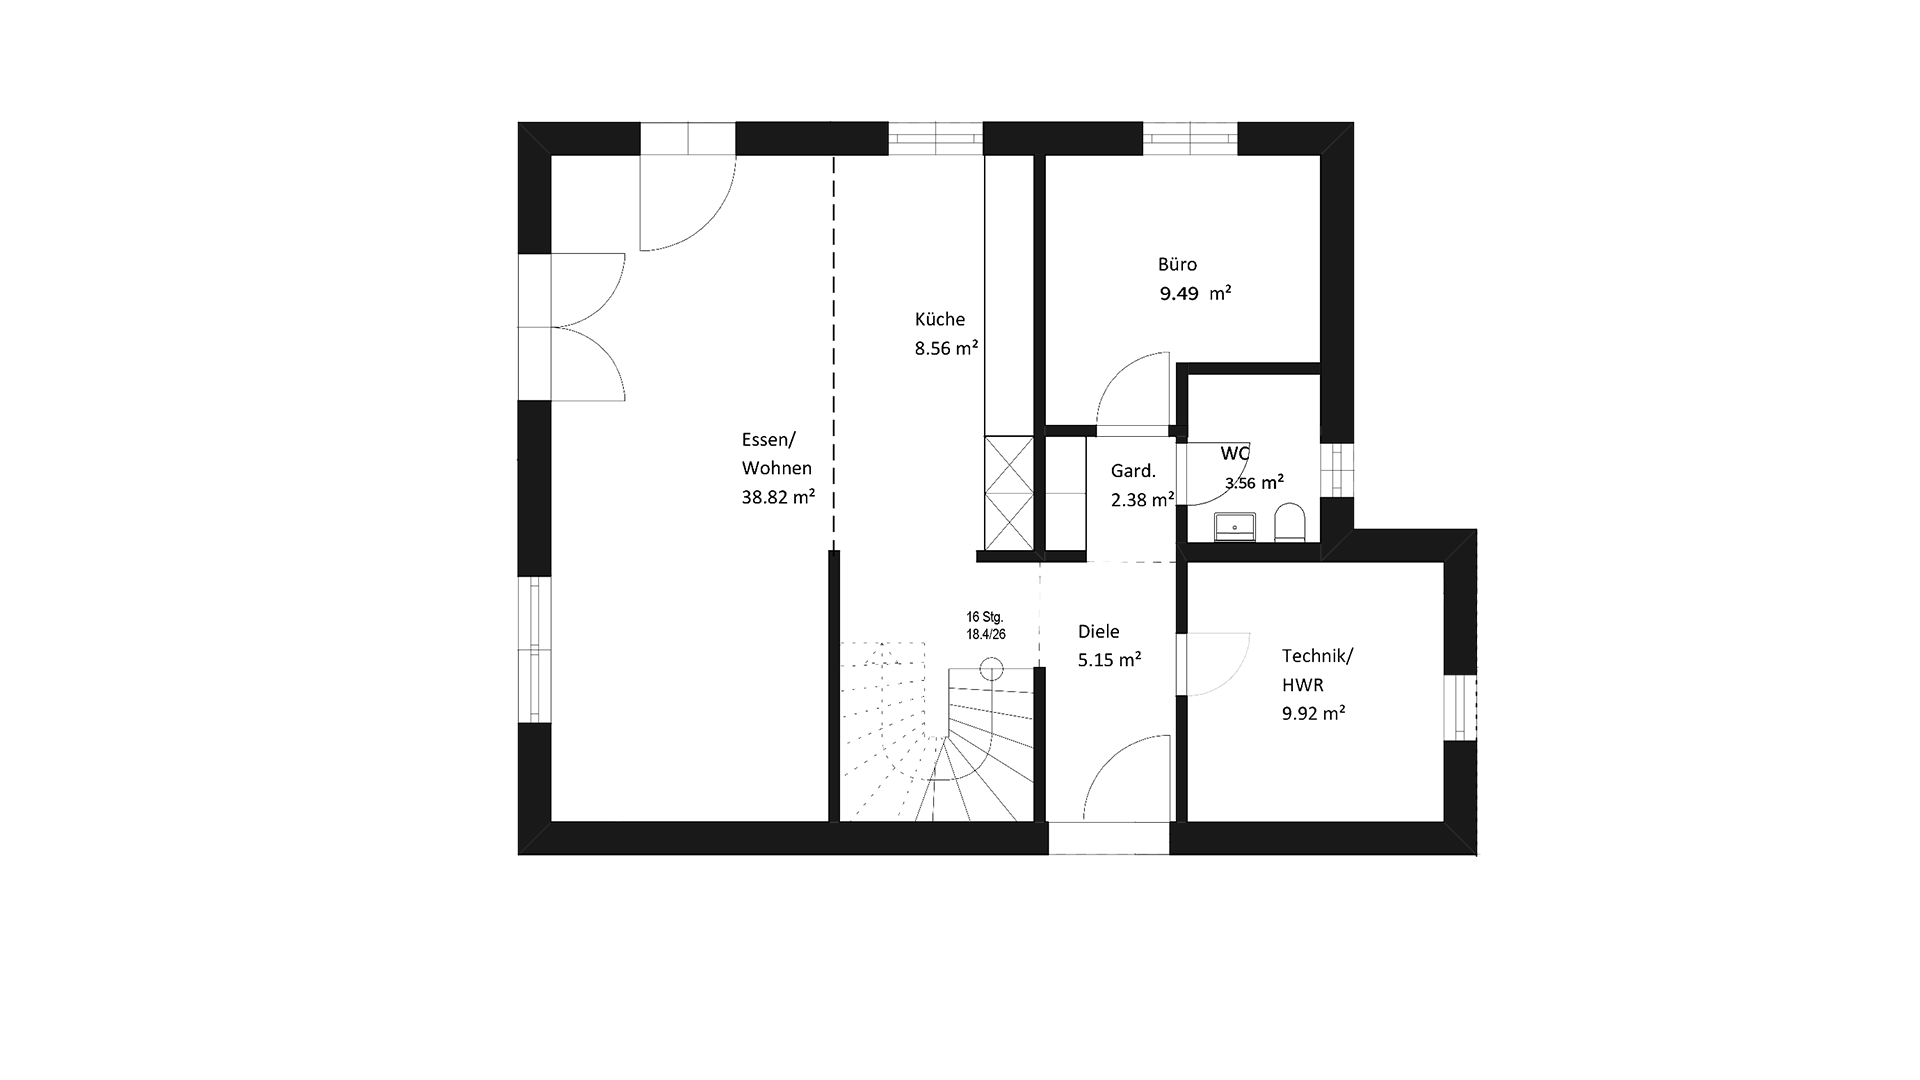 Büro
9.49 m²
Küche
8.56 m²
Essen/
Wohnen
38.82 m²
Gard.
2.38 m²
WC
3.56 m²
16 Stg.
18.4/26
Diele
5.15 m²
Technik/
HWR
9.92 m²